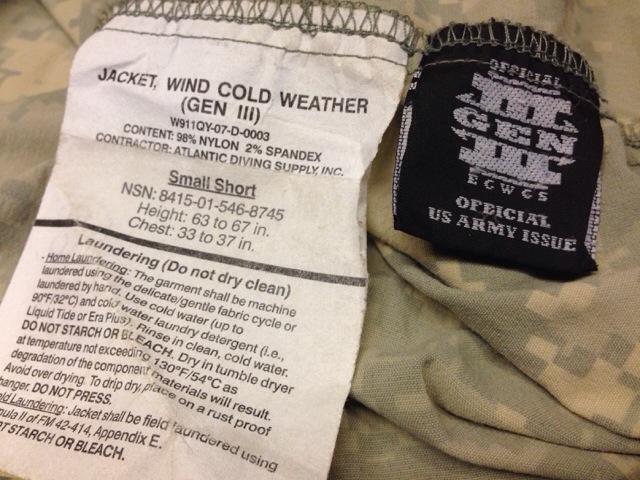 JACKET, WIND COLD WEATHER
(GEN III)
W911QY-07-D-0003
CONTENT: 98% NYLON 2% SPANDEX
CONTRACTOR: ATLANTIC DIVING SUPPLY, INC.
Small Short
NSN: 8415-01-546-8745
Height: 63 to 67 in.
Chest: 33 to 37 in.
Laundering (Do not dry clean)
- Home Laundering: The garment shall be machine
laundered using the delicate/gentle fabric cycle or
laundered by hand. Use cold water (up to
90°F/32°C) and cold water laundry detergent (i.e.,
Liquid Tide or Era Plus). Rinse in clean, cold water.
DO NOT STARCH OR BLEACH. Dry in tumble dryer
at temperature not exceeding 130°F/54°C as
degradation of the component materials will result.
Avoid over drying. To drip dry, place on a rust proof
hanger. DO NOT PRESS.
Laundering: Jacket shall be field laundered using
II of FM 42-414, Appendix E.
STARCH OR BLEACH.
OFFICIAL
III
GEN
III
ECWCS
OFFICIAL
US ARMY ISSUE